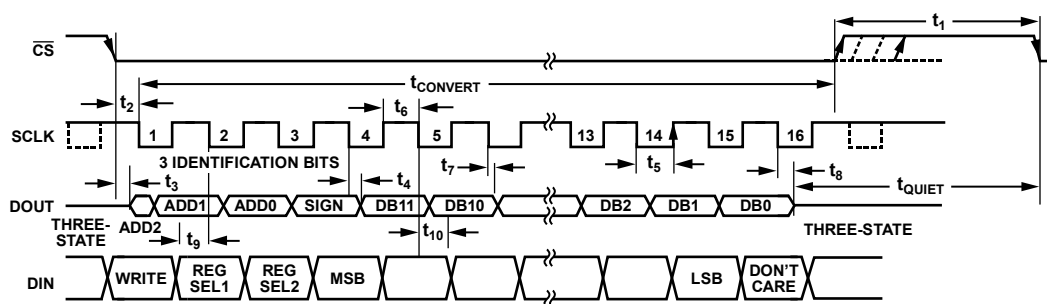 t1
CS
tCONVERT
t2
t6
SCLK
1 2 3 4 5 13 14 15 16
3 IDENTIFICATION BITS
t7
t5
t8
t3
t4
tQUIET
DOUT
ADD1 ADD0 SIGN DB11 DB10 DB2 DB1 DB0
THREE-
STATE
ADD2
THREE-STATE
t9
t10
DIN
WRITE
REG
SEL1
REG
SEL2
MSB
LSB
DON'T
CARE